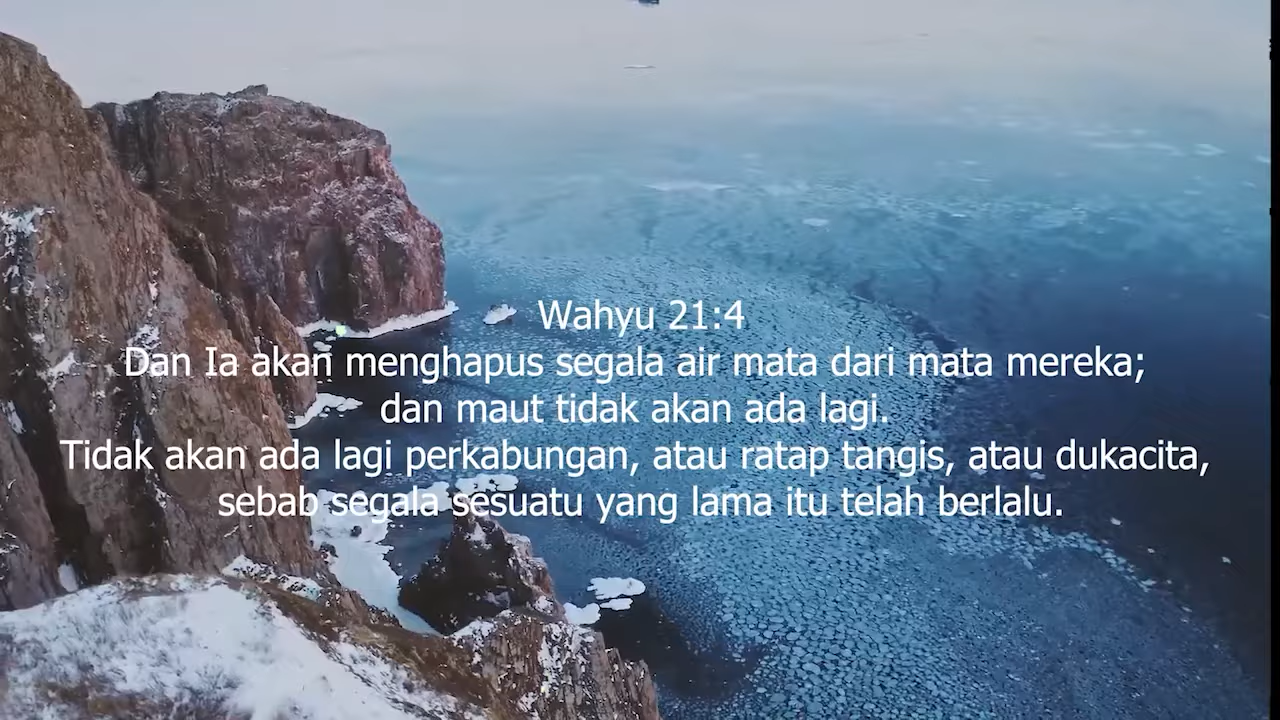 Wahyu 21:4
Dan Ia akan menghapus segala air mata dari mata mereka;
dan maut tidak akan ada lagi.
Tidak akan ada lagi perkabungan, atau ratap tangis, atau dukacita,
sebab segala sesuatu yang lama itu telah berlalu.